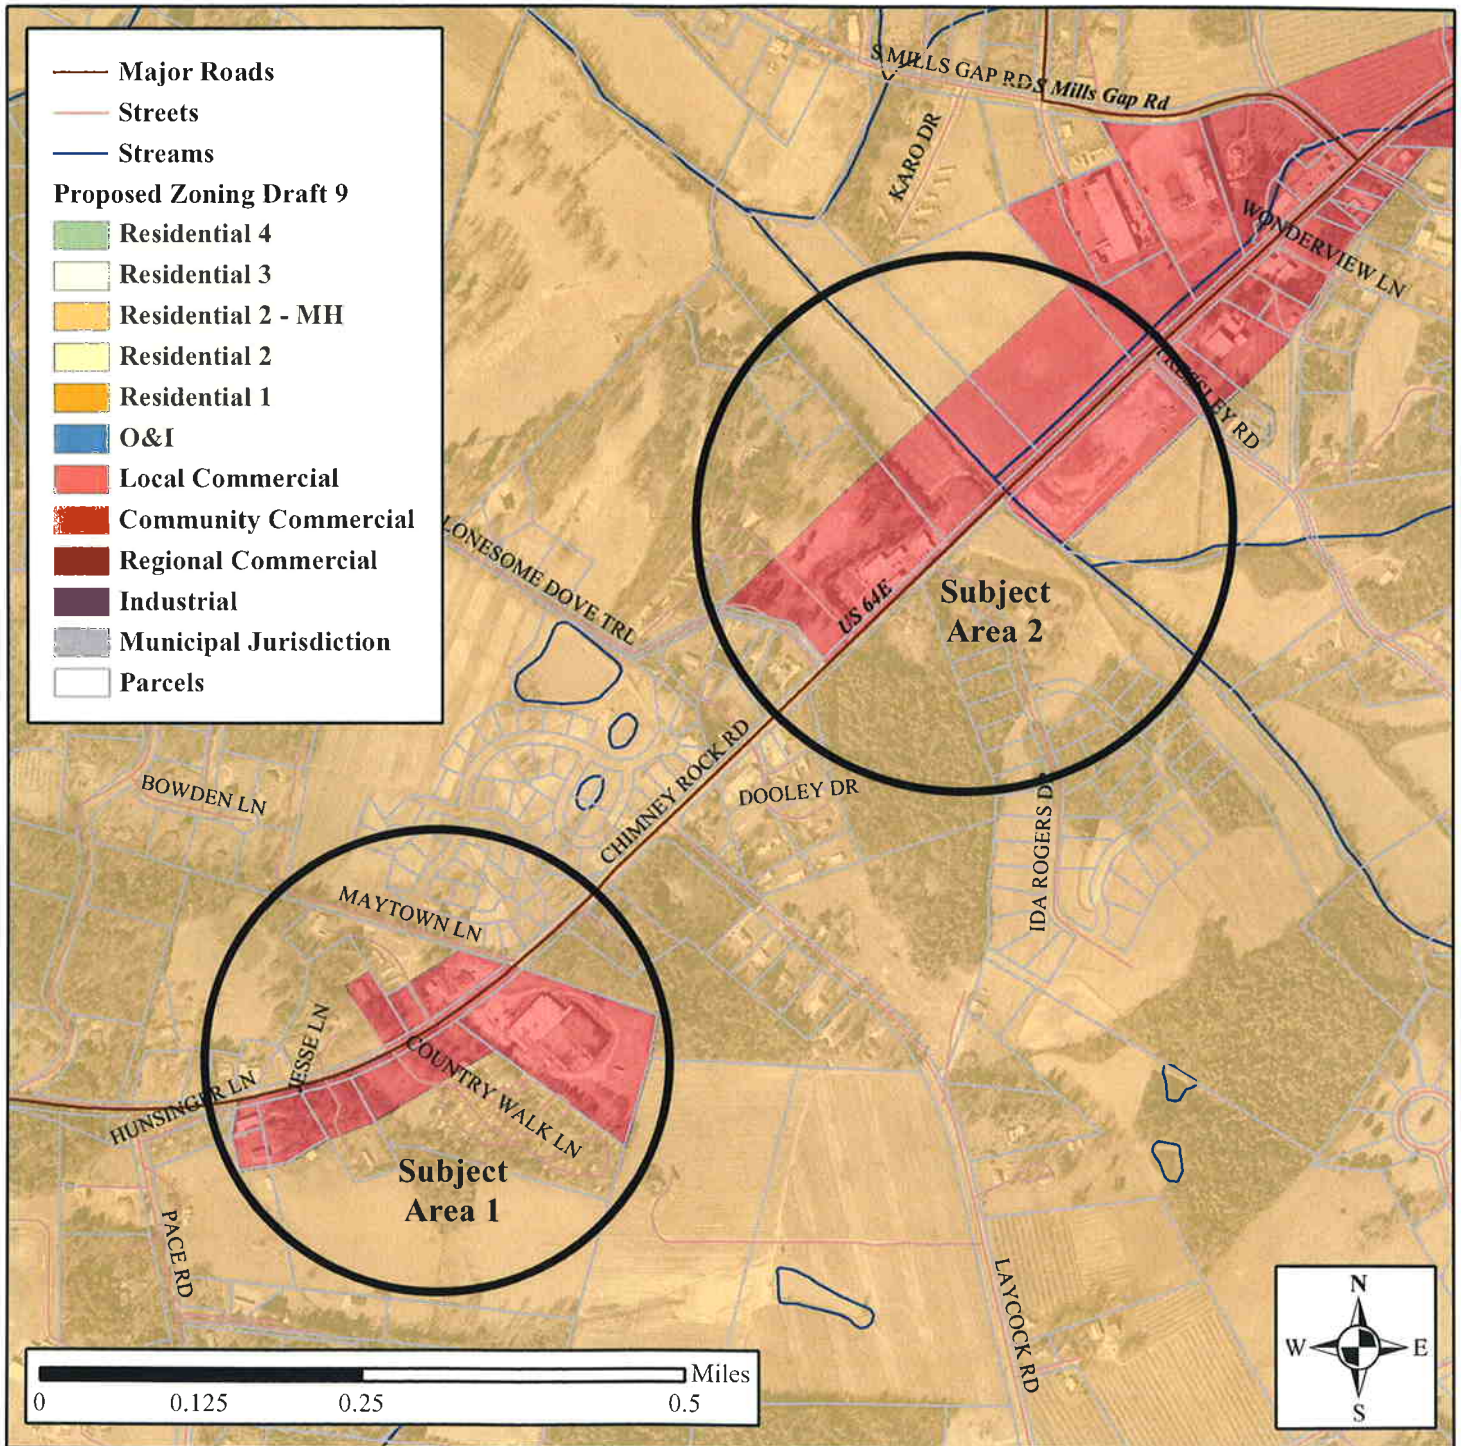 Major Roads
Streets
Streams
Proposed Zoning Draft 9
Residential 4
Residential 3
Residential 2 - MH
Residential 2
Residential 1
O&I
Local Commercial
Community Commercial
Regional Commercial
Industrial
Municipal Jurisdiction
Parcels
S MILLS GAP RD
S Mills Gap Rd
KARO DR
WONDERVIEW LN
LONESOME DOVE TRL
US 64E
Subject
Area 2
CHIMNEY ROCK RD
DOOLEY DR
IDA ROGERS DR
BOWDEN LN
MAYTOWN LN
JESSE LN
HUNSINGER LN
COUNTRY WALK LN
Subject
Area 1
PACE RD
LAYCOCK RD
N
W E
S
Miles
0 0.125 0.25 0.5